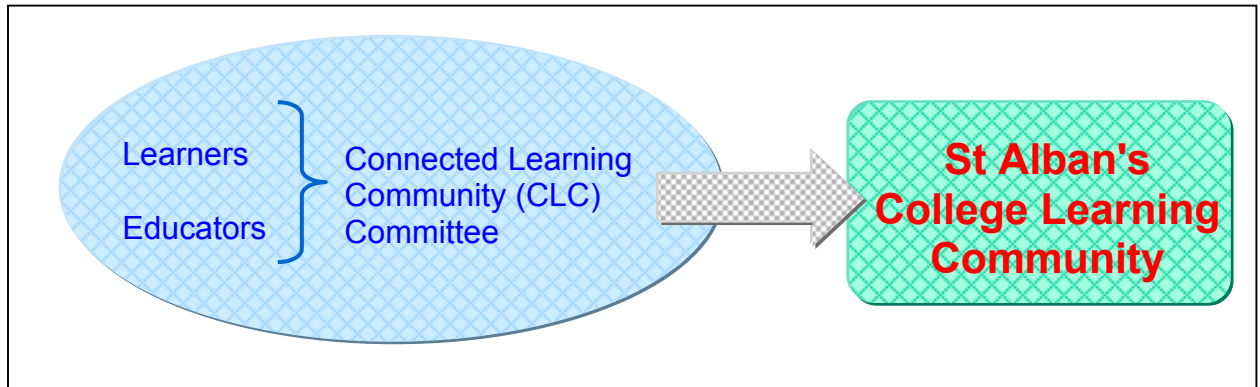 Learners
Educators
Connected Learning
Community (CLC)
Committee
St Alban's
College Learning
Community